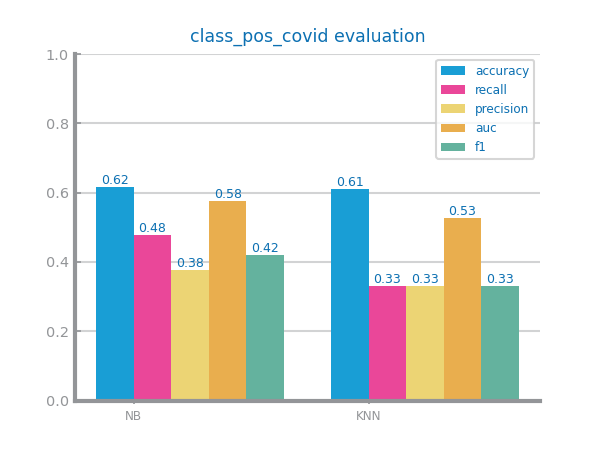 class_pos_covid evaluation
1.0
0.8
0.6
0.4
0.2
0.0
accuracy
recall
precision
auc
f1
0.62
0.48
0.38
0.58
0.42
0.61
0.33
0.33
0.53
0.33
NB
KNN